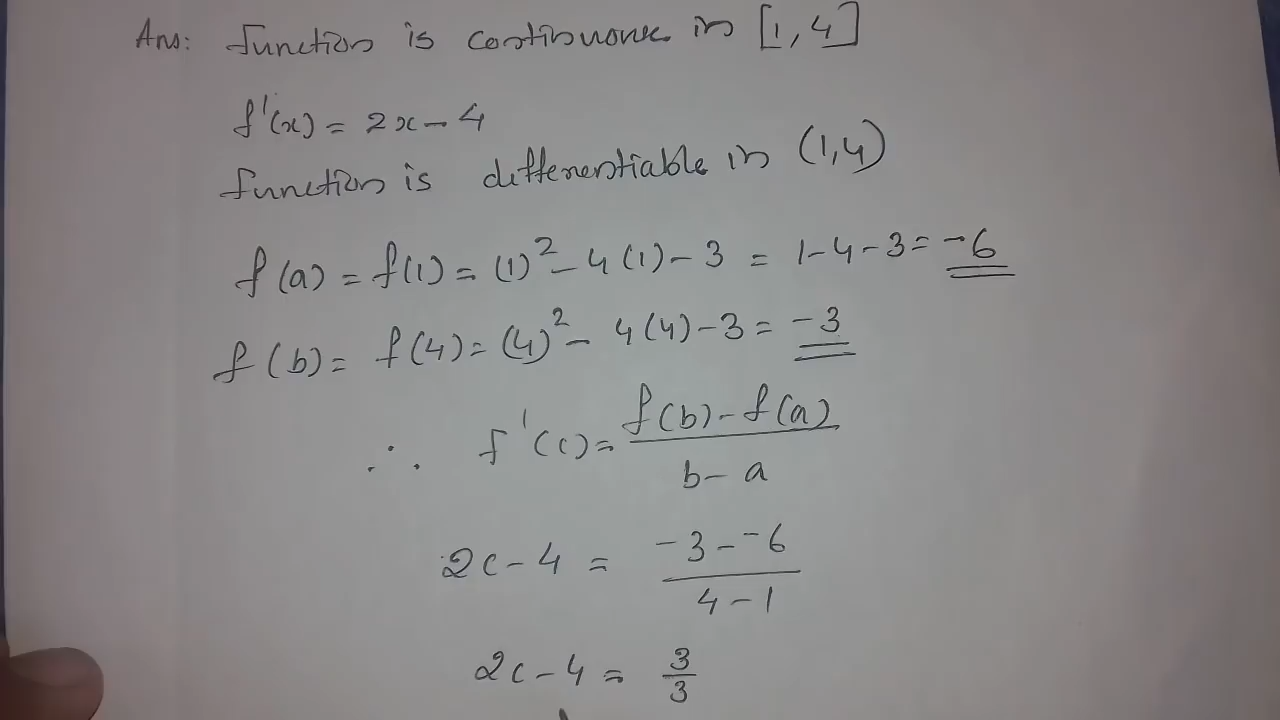 Ans: function is continuous in [1, 4]
f'(x) = 2x - 4
function is differentiable in (1,4)
f(a) = f(1) = (1)² - 4(1) - 3 = 1-4-3 = -6
f(b) = f(4) = (4)² - 4(4) - 3 = -3
∴ f'(c) = f(b) - f(a) / b - a
2c - 4 = -3 - -6 / 4 - 1
2c - 4 = 3/3